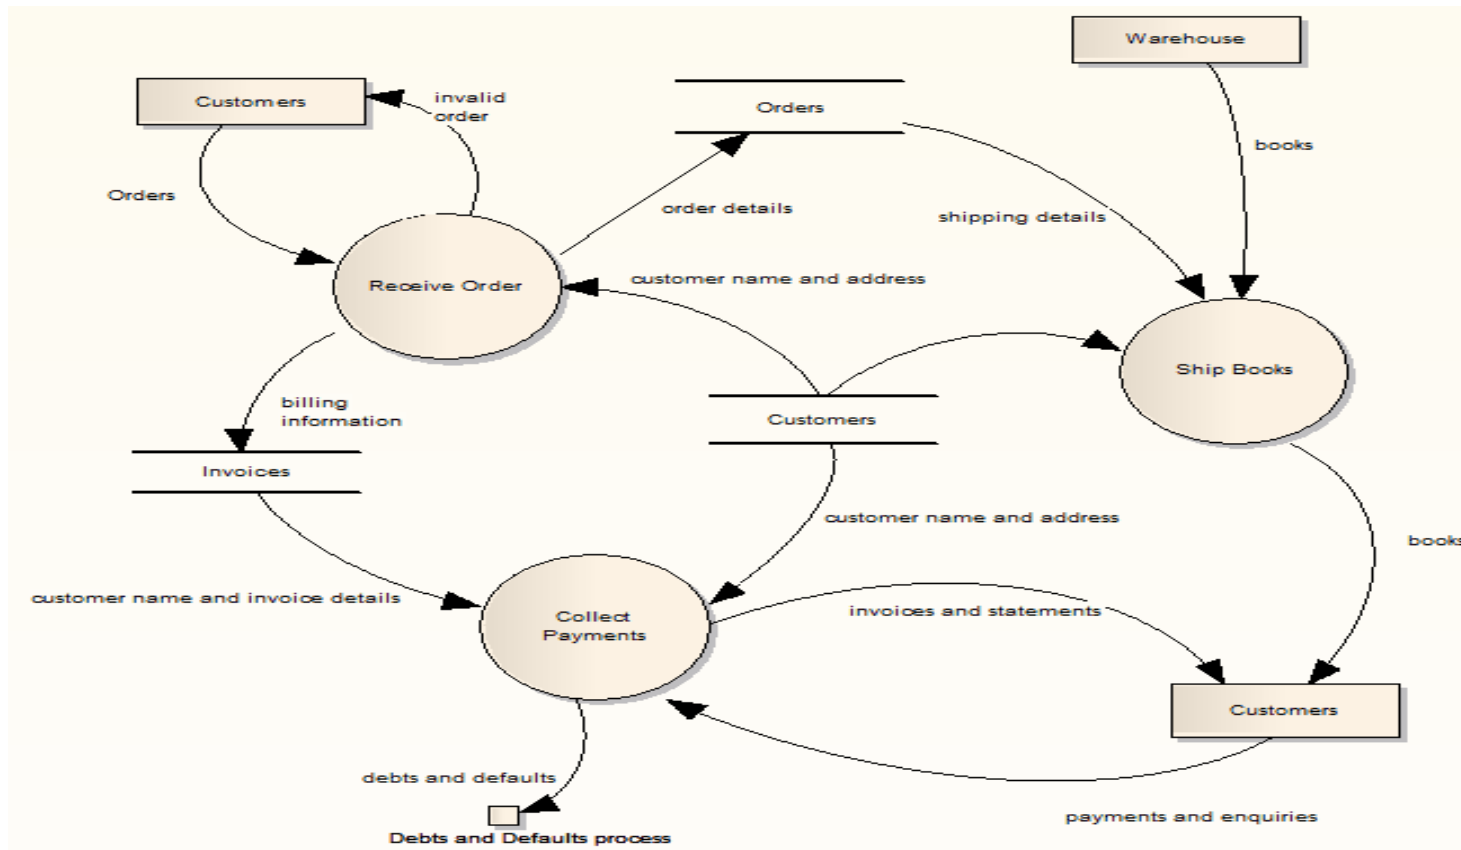 Warehouse
Customers
invalid
order
Orders
books
Orders
order details
shipping details
Receive Order
customer name and address
Ship Books
billing
information
Customers
Invoices
customer name and address
books
customer name and invoice details
Collect
Payments
invoices and statements
Customers
debts and defaults
payments and enquiries
Debts and Defaults process